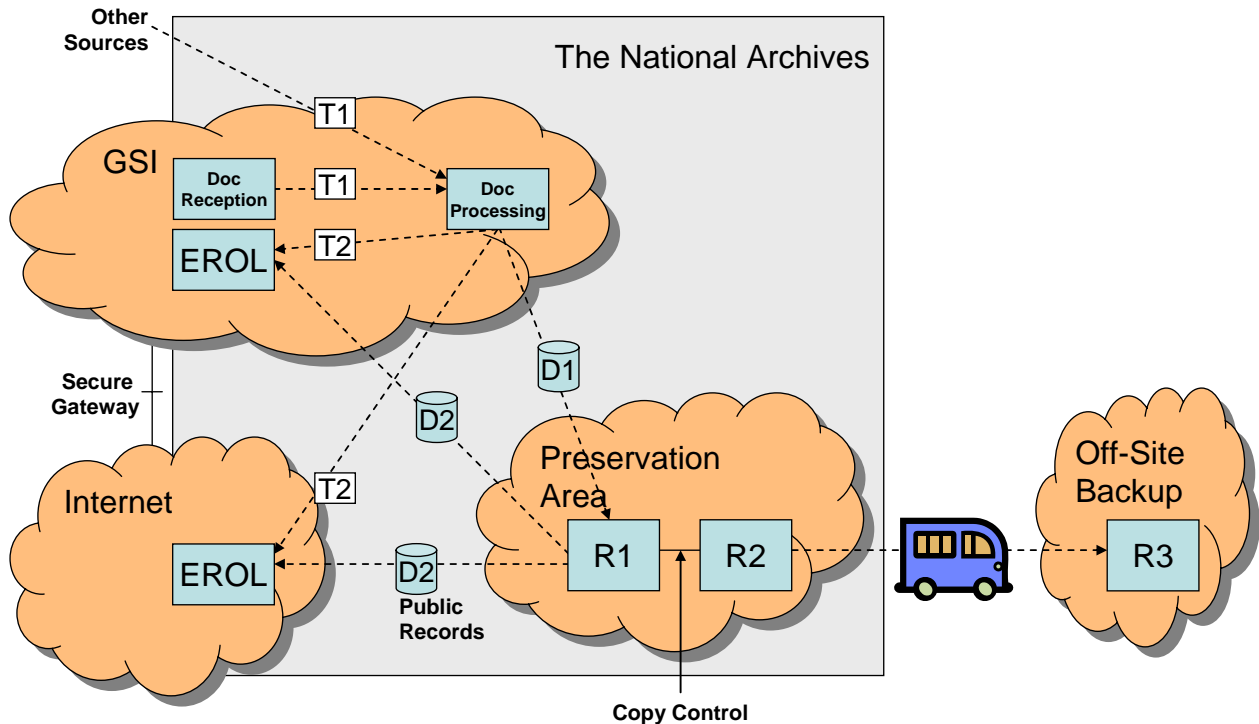 Other
Sources
The National Archives
T1
GSI
Doc
Reception
T1
Doc
Processing
EROL
T2
D1
Secure
Gateway
D2
Preservation
Area
Off-Site
Backup
Internet
T2
EROL
D2
R1
R2
R3
Public
Records
Copy Control